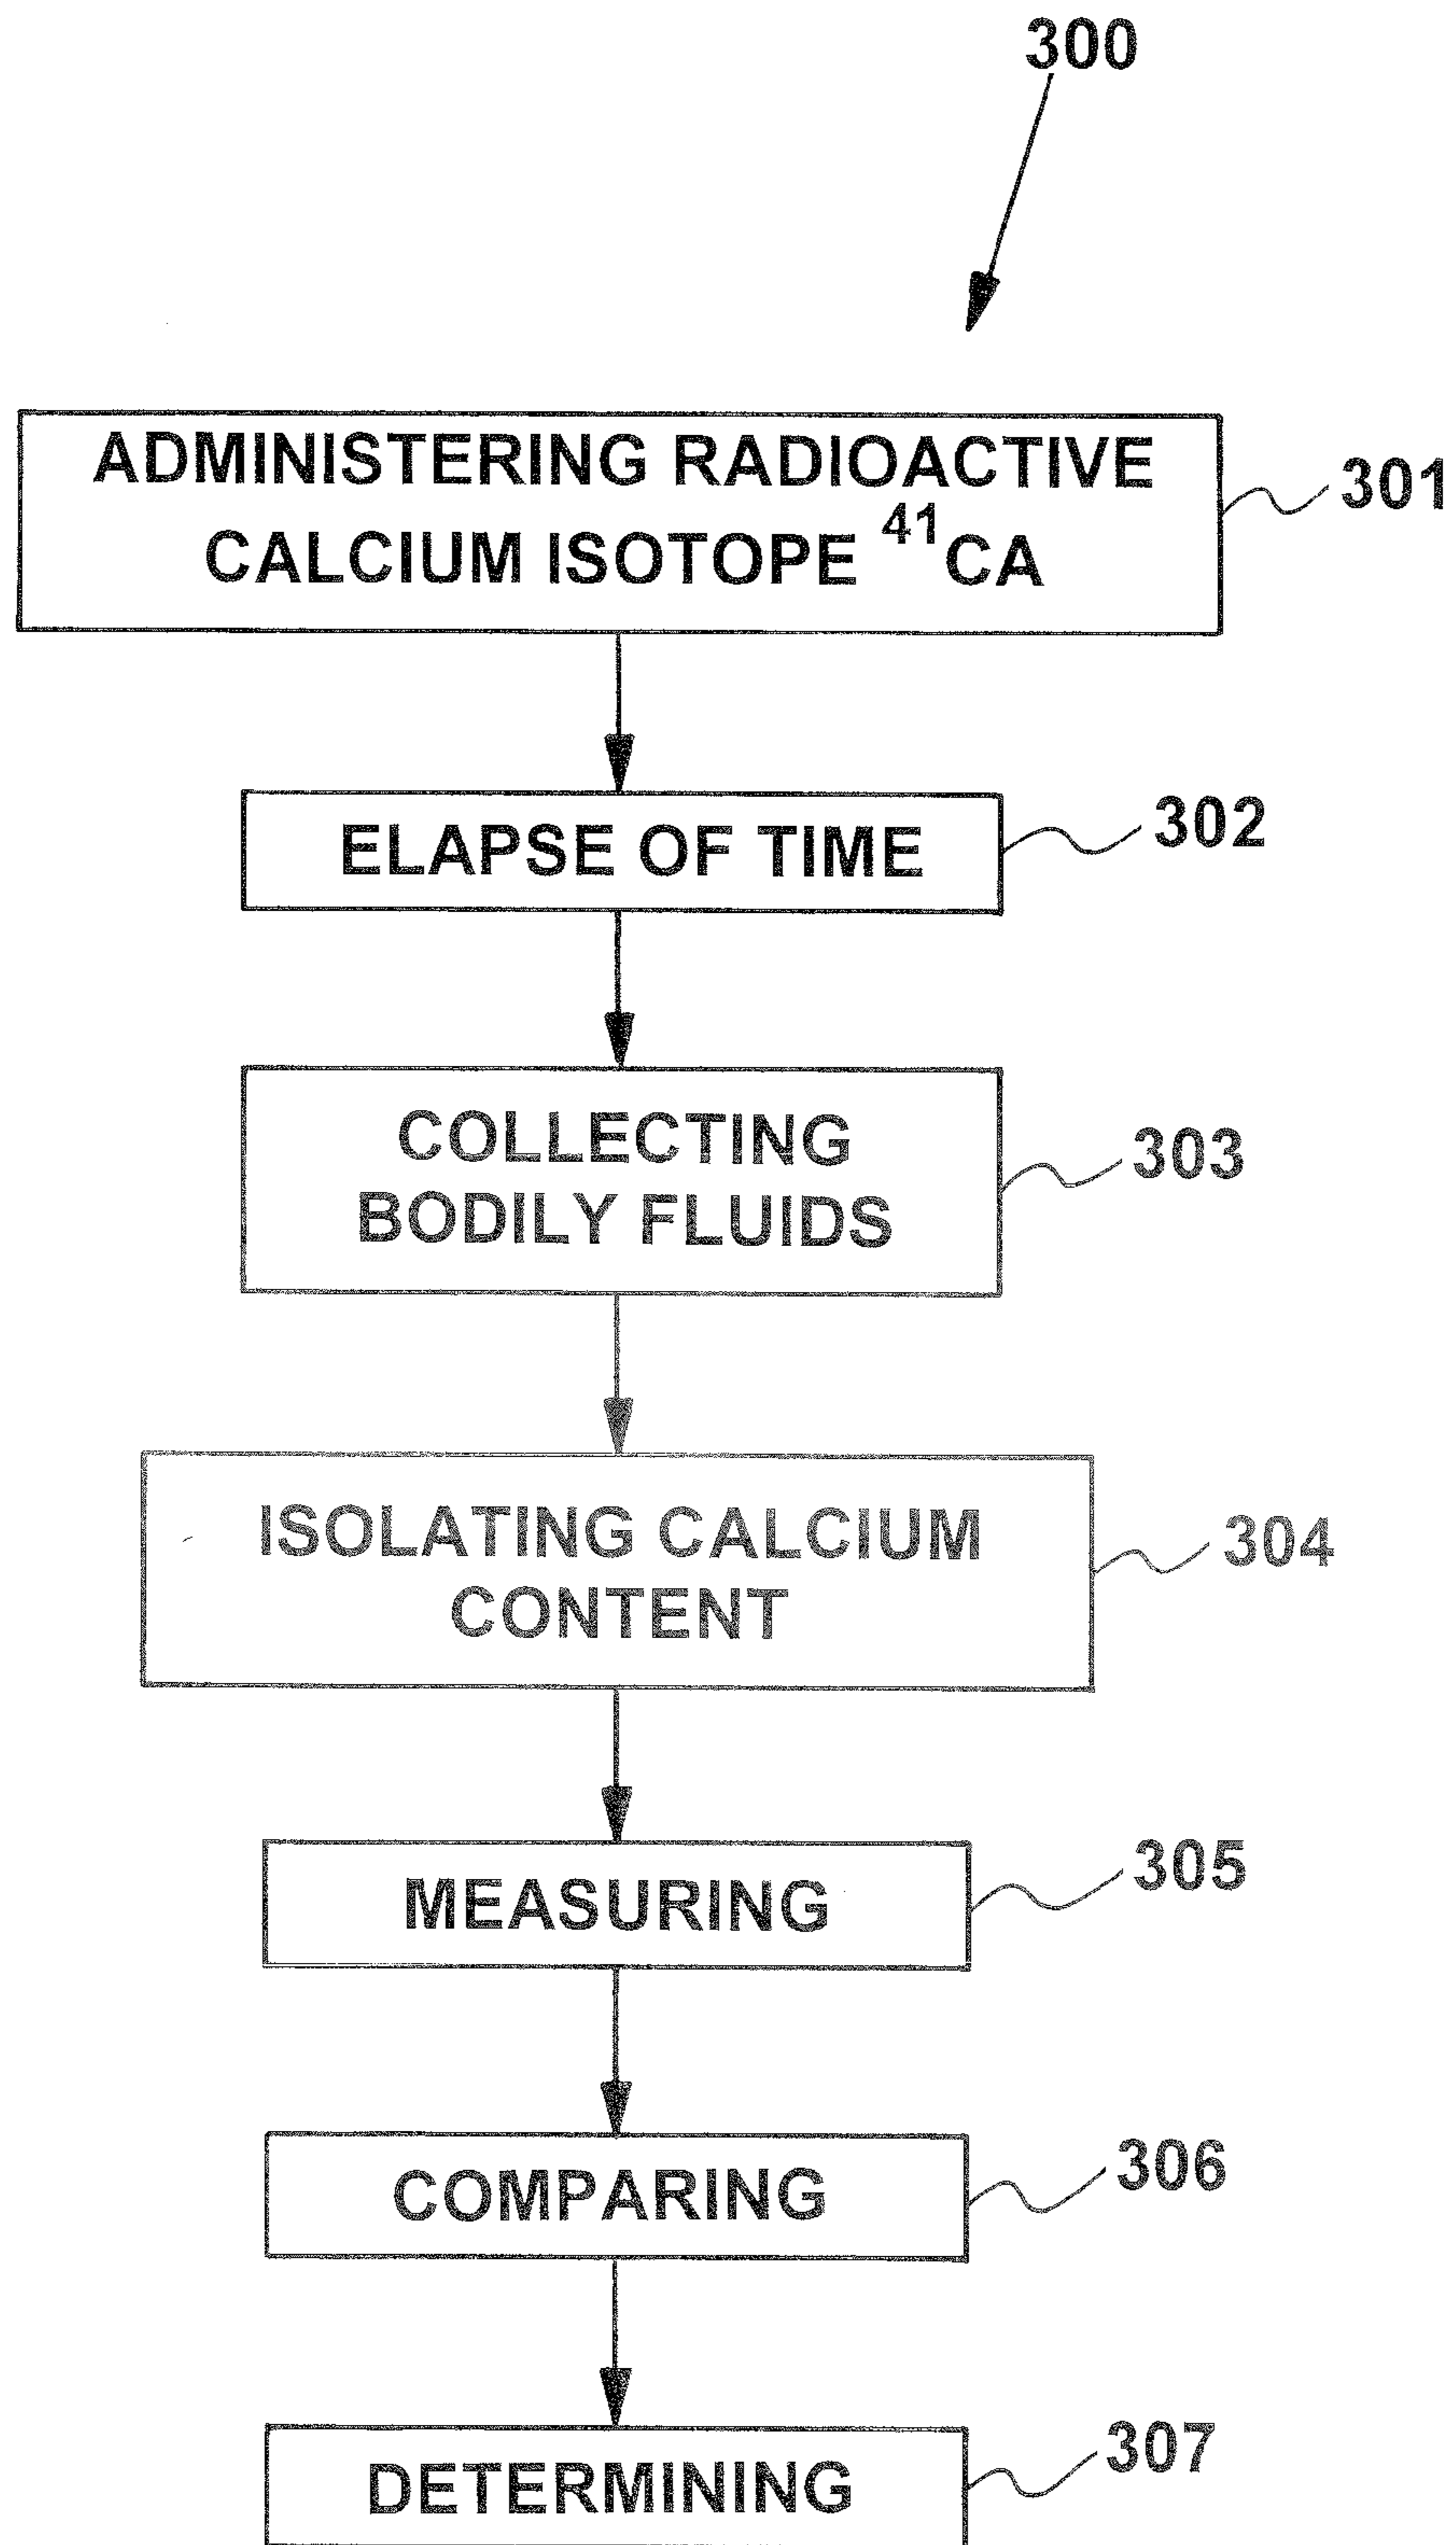 300
ADMINISTERING RADIOACTIVE
CALCIUM ISOTOPE ⁴¹CA
301
ELAPSE OF TIME
302
COLLECTING
BODILY FLUIDS
303
ISOLATING CALCIUM
CONTENT
304
MEASURING
305
COMPARING
306
DETERMINING
307